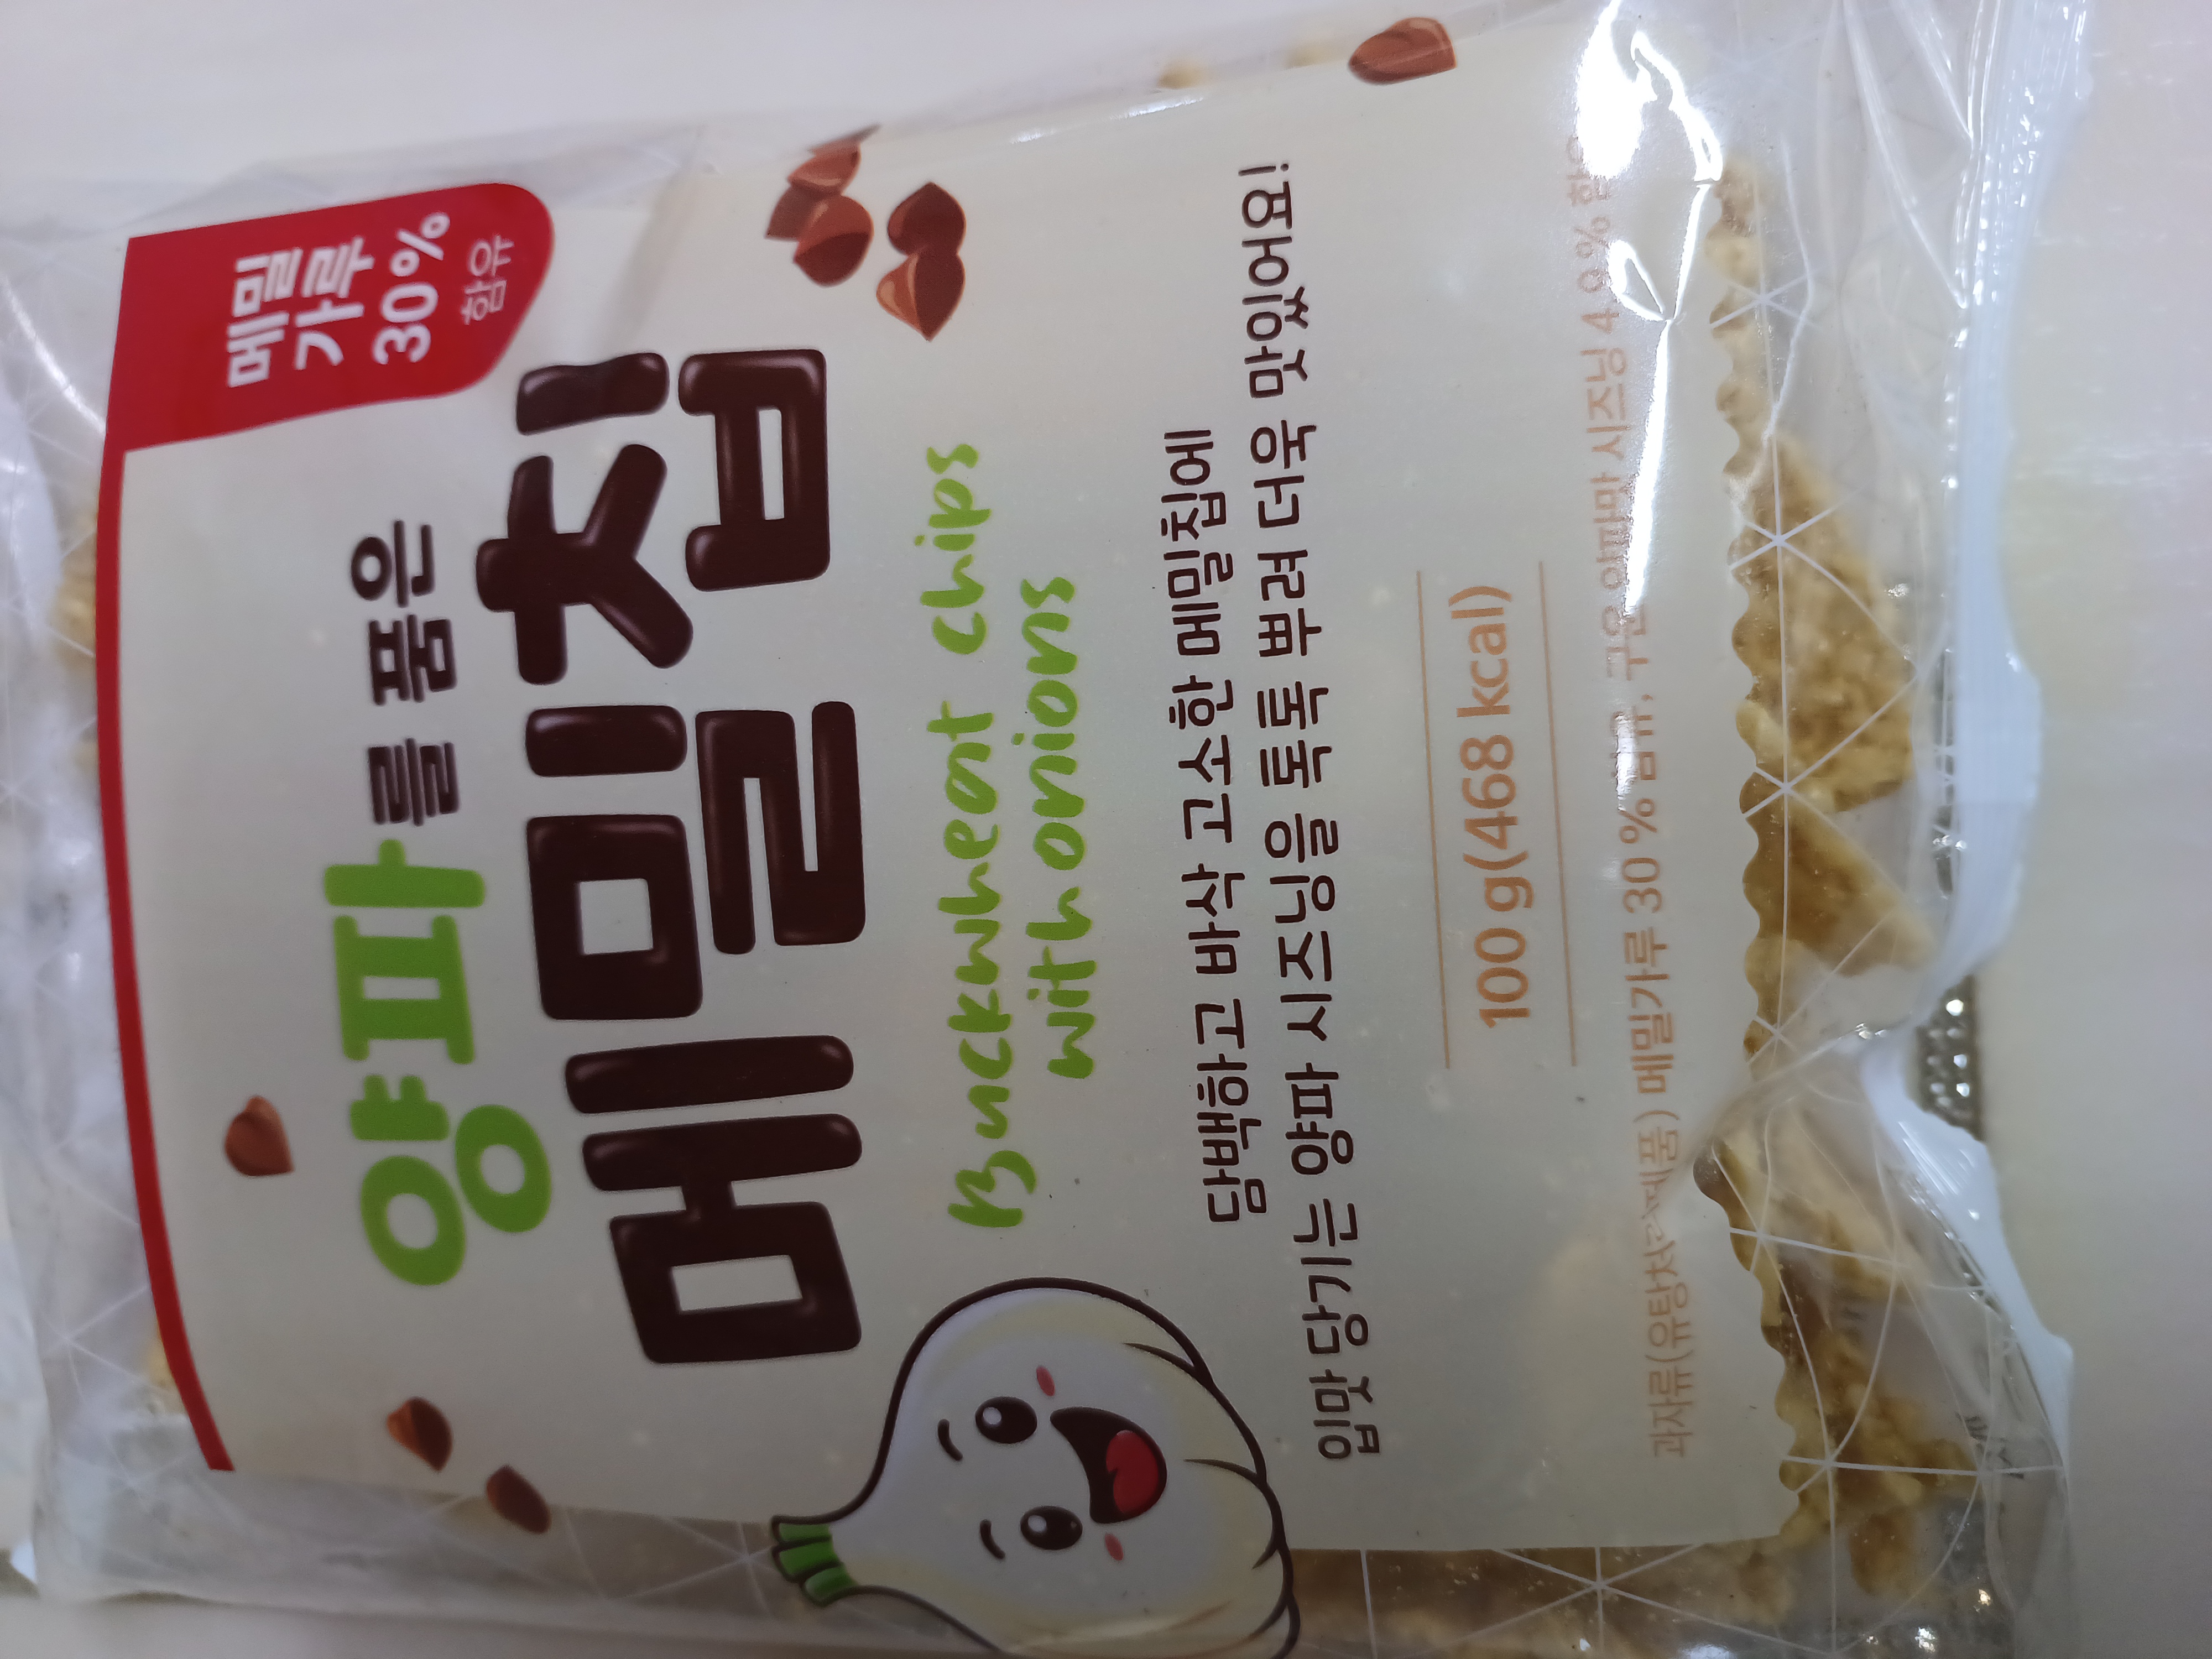 메밀
가루
30%
함유
양파를 품은
메밀칩
Buckwheat chips
with onions
담백하고 바삭 고소한 메밀칩에
입맛 당기는 양파 시즈닝을 톡톡 뿌려 더욱 맛있어요!
100 g(468 kcal)
과자류(유탕처리제품) 메밀가루 30 % 함유, 구운양파맛 시즈닝 4.9% 함유